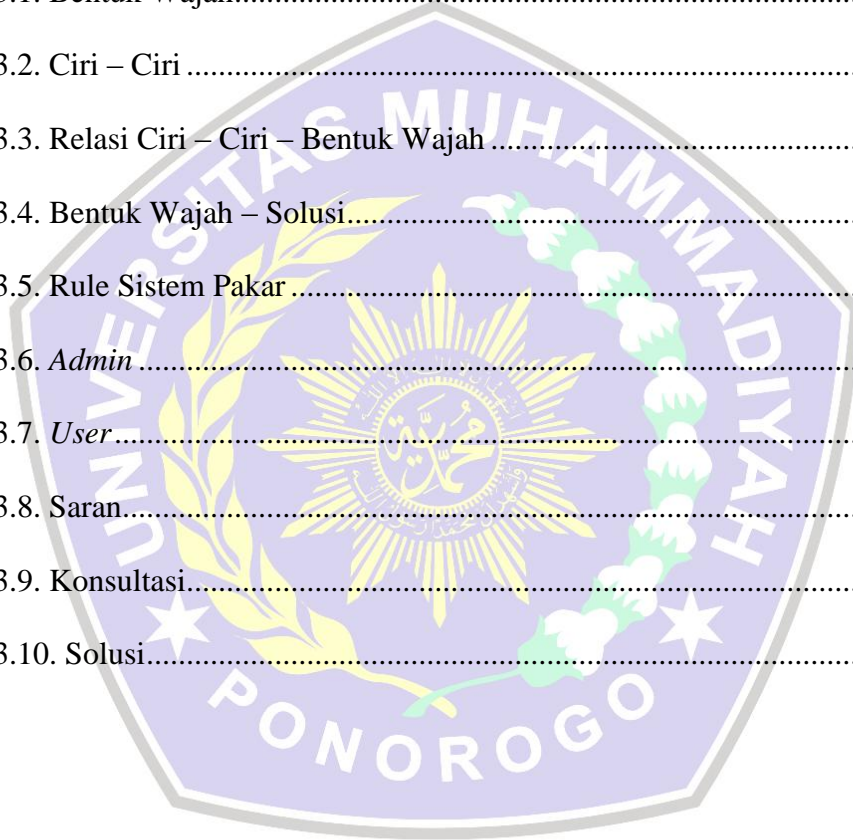 3.1. Bentuk Wajah....................
3.2. Ciri – Ciri ....................
3.3. Relasi Ciri – Ciri – Bentuk Wajah ....................
3.4. Bentuk Wajah – Solusi....................
3.5. Rule Sistem Pakar ....................
3.6. Admin ....................
3.7. User....................
3.8. Saran....................
3.9. Konsultasi....................
3.10. Solusi....................
UNIVERSITAS MUHAMMADIYAH
PONOROGO
محمدية